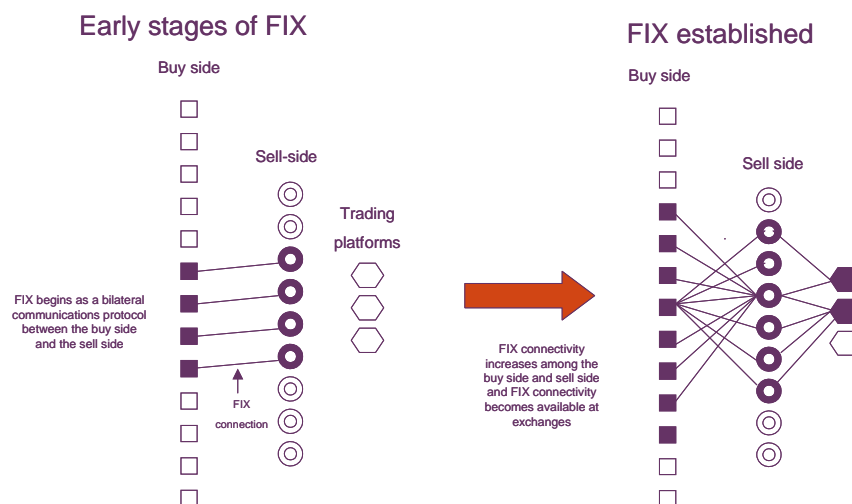 Early stages of FIX
Buy side
Sell-side
Trading
platforms
FIX begins as a bilateral
communications protocol
between the buy side
and the sell side
FIX
connection
FIX established
Buy side
Sell side
FIX connectivity
increases among the
buy side and sell side
and FIX connectivity
becomes available at
exchanges